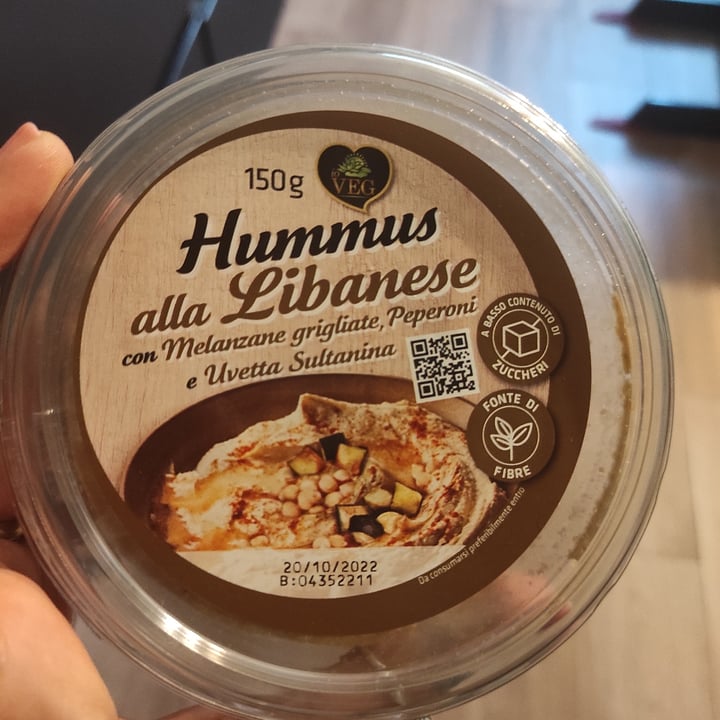 150g
io
VEG
Hummus
alla Libanese
con Melanzane grigliate, Peperoni
e Uvetta Sultanina
A BASSO CONTENUTO DI
ZUCCHERI
FONTE DI
FIBRE
20/10/2022
B:04352211
Da consumarsi preferibilmente entro